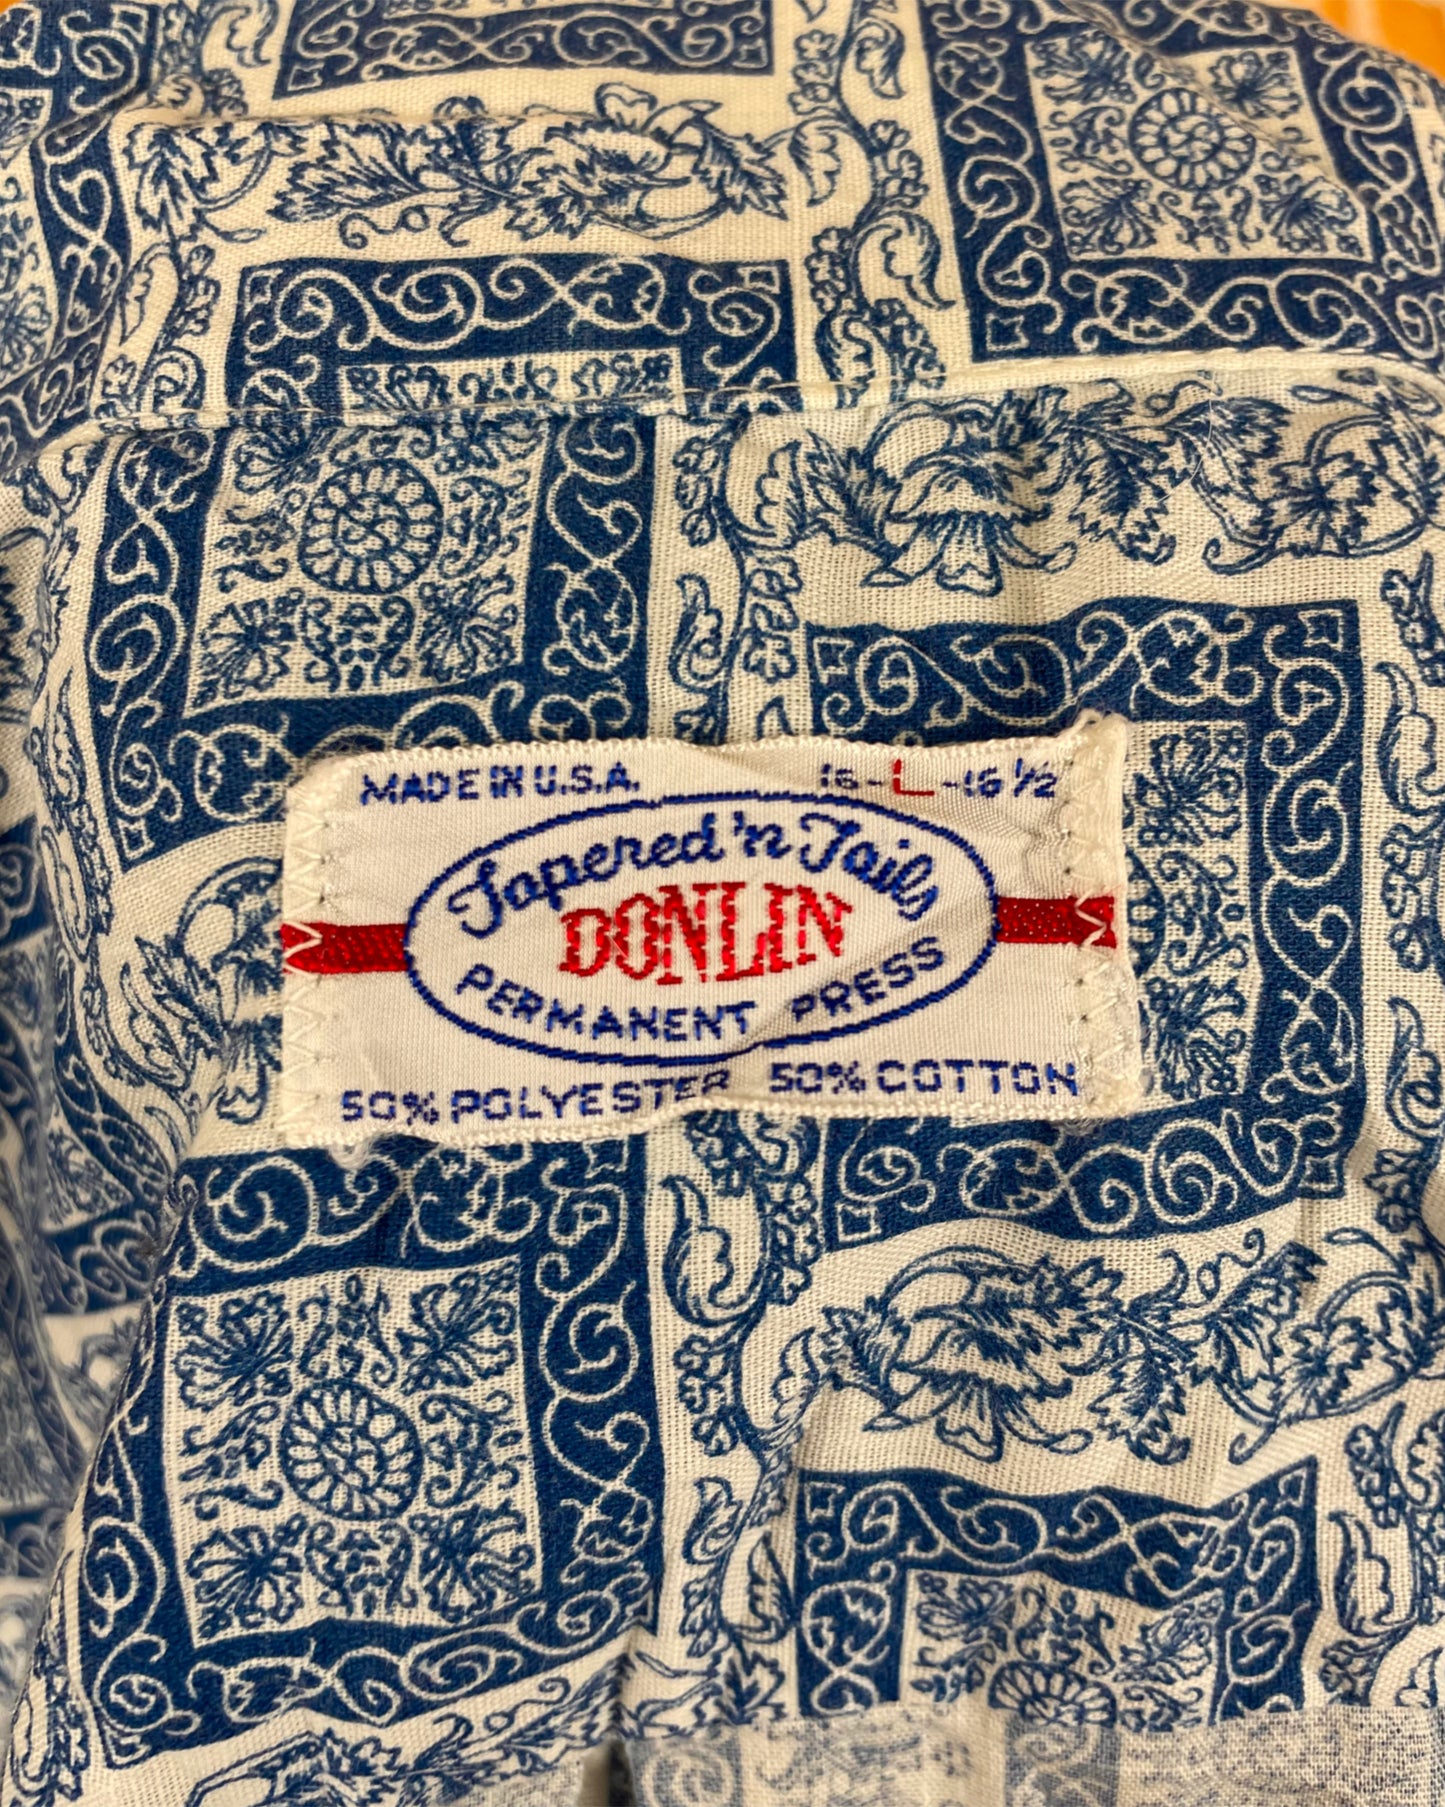 MADE IN U.S.A. 16-L-16 1/2
Tapered 'n Tails
DONLIN
PERMANENT PRESS
50% POLYESTER 50% COTTON